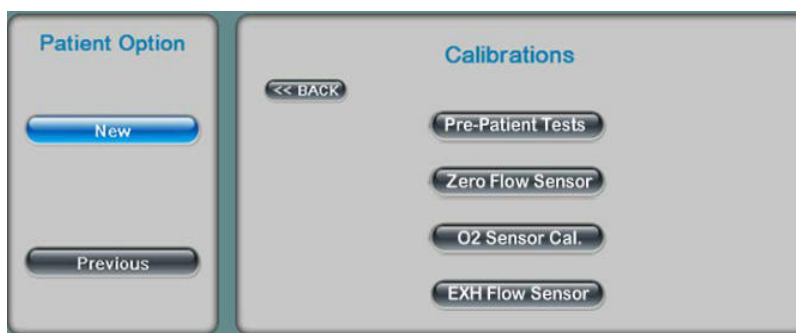 Patient Option
New
Previous
Calibrations
<< BACK
Pre-Patient Tests
Zero Flow Sensor
O2 Sensor Cal.
EXH Flow Sensor